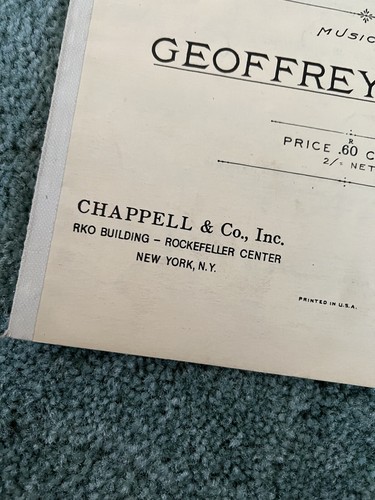 MUSIC
GEOFFREY
R
PRICE .60 C
2/= NET
CHAPPELL & Co., Inc.
RKO BUILDING – ROCKEFELLER CENTER
NEW YORK, N.Y.
PRINTED IN U.S.A.